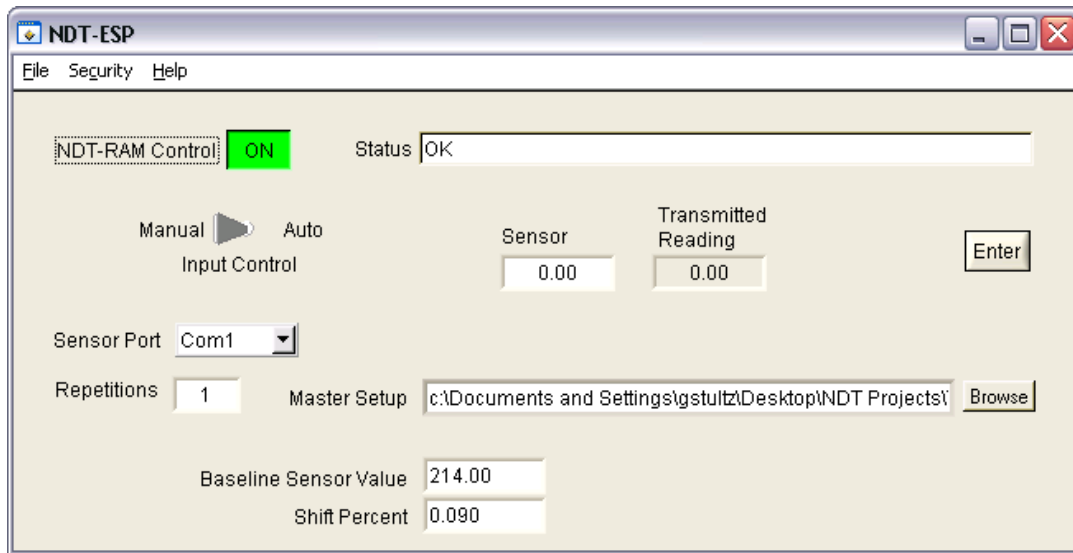 NDT-ESP
File Security Help
NDT-RAM Control ON Status OK
Manual Auto
Input Control
Sensor
0.00
Transmitted
Reading
0.00
Enter
Sensor Port Com1
Repetitions 1
Master Setup c:\Documents and Settings\gstultz\Desktop\NDT Projects\ Browse
Baseline Sensor Value 214.00
Shift Percent 0.090